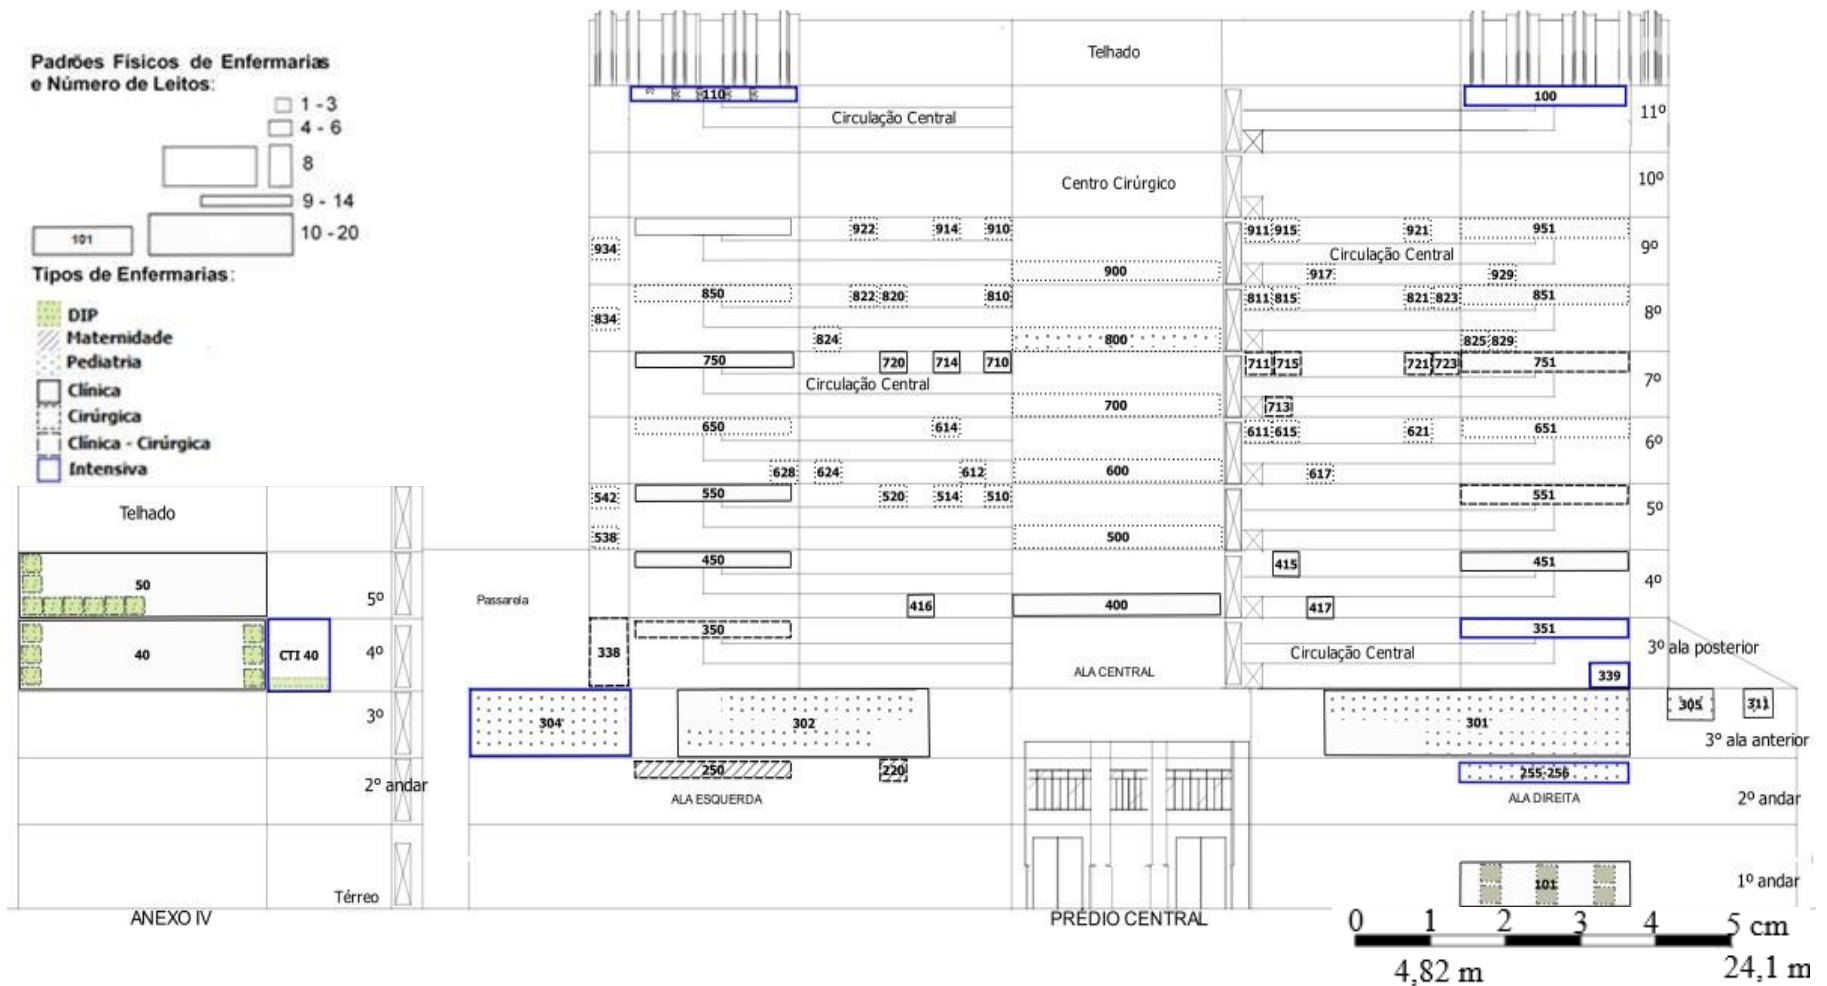 Padrões Físicos de Enfermarias
e Número de Leitos:
1 - 3
4 - 6
8
9 - 14
10 - 20
101
Tipos de Enfermarias:
DIP
Maternidade
Pediatria
Clínica
Cirúrgica
Clínica - Cirúrgica
Intensiva
Telhado
110
100
Circulação Central
11º
Centro Cirúrgico
10º
922 914 910 911 915 921 951
934
Circulação Central
9º
900 917 929
850 822 820 810 811 815 821 823 851
834
8º
824 800 825 829
750 720 714 710 711 715 721 723 751
Circulação Central
7º
700 713
650 614 611 615 621 651
6º
628 624 612 600 617
542 550 520 514 510 551
5º
538 500
Telhado
450 415 451
50
4º
5º
Passarela
416 400 417
350 351
40
CTI 40
4º
338
Circulação Central
3º ala posterior
ALA CENTRAL
339
3º
304 302 301 305 311
3º ala anterior
2º andar
250 220 255-256
ALA ESQUERDA
ALA DIREITA
2º andar
101
1º andar
Térreo
ANEXO IV
PRÉDIO CENTRAL
0 1 2 3 4 5 cm
4,82 m 24,1 m